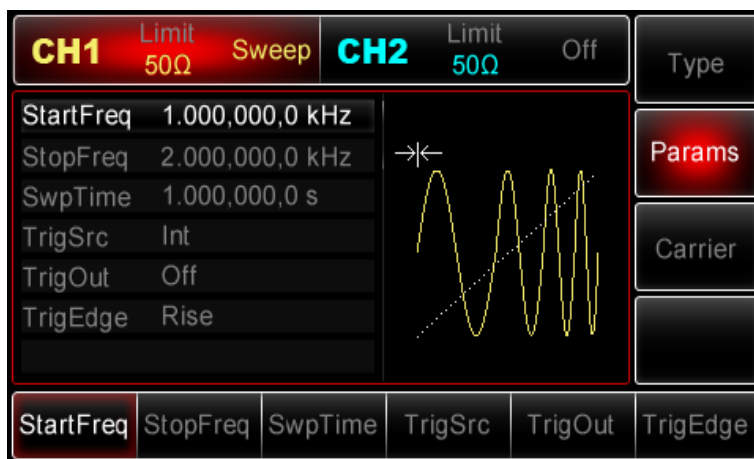 CH1 Limit 50Ω Sweep CH2 Limit 50Ω Off
Type
StartFreq 1.000,000,0 kHz
StopFreq 2.000,000,0 kHz
SwpTime 1.000,000,0 s
TrigSrc Int
TrigOut Off
TrigEdge Rise
Params
Carrier
StartFreq StopFreq SwpTime TrigSrc TrigOut TrigEdge